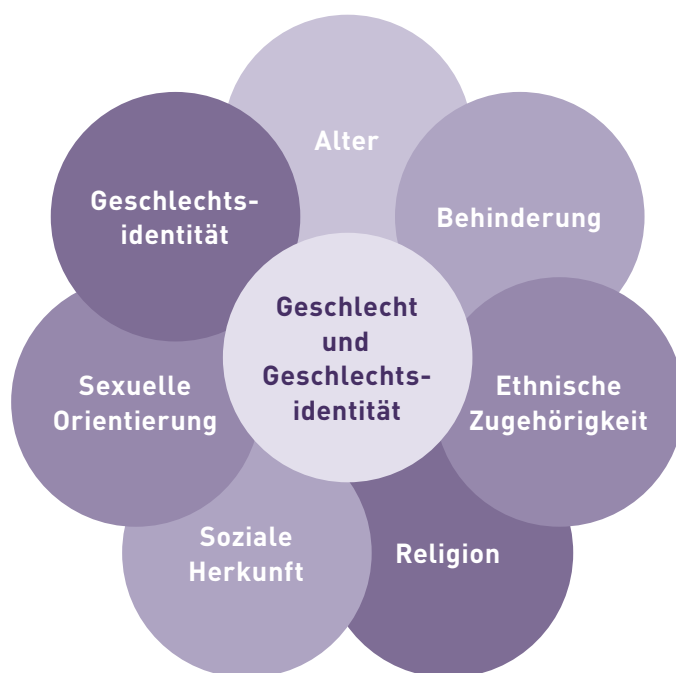 Alter
Geschlechts-
identität
Behinderung
Geschlecht
und
Geschlechts-
identität
Sexuelle
Orientierung
Ethnische
Zugehörigkeit
Soziale
Herkunft
Religion